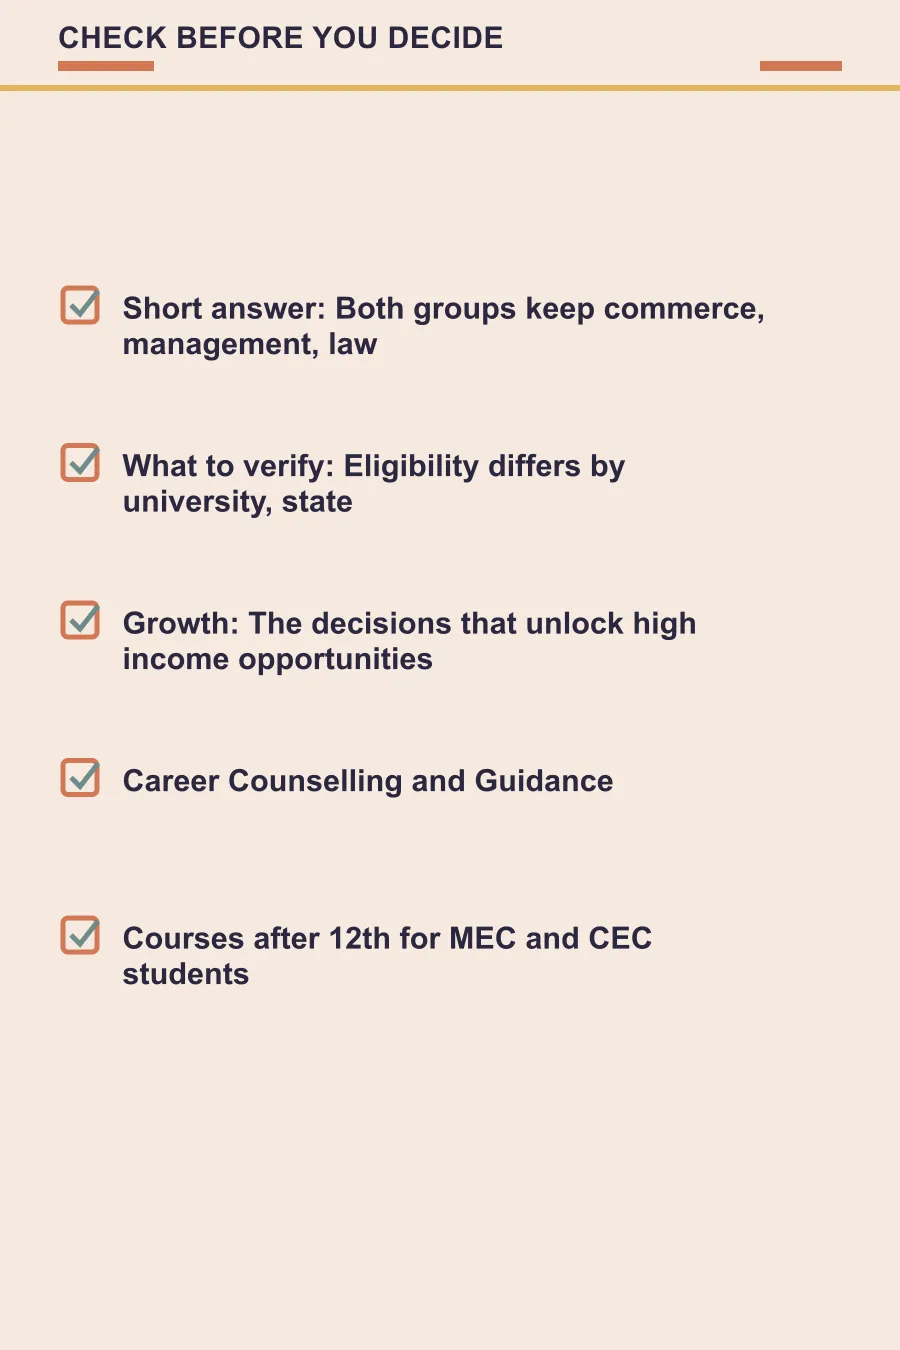 CHECK BEFORE YOU DECIDE
Short answer: Both groups keep commerce,
management, law
What to verify: Eligibility differs by
university, state
Growth: The decisions that unlock high
income opportunities
Career Counselling and Guidance
Courses after 12th for MEC and CEC
students